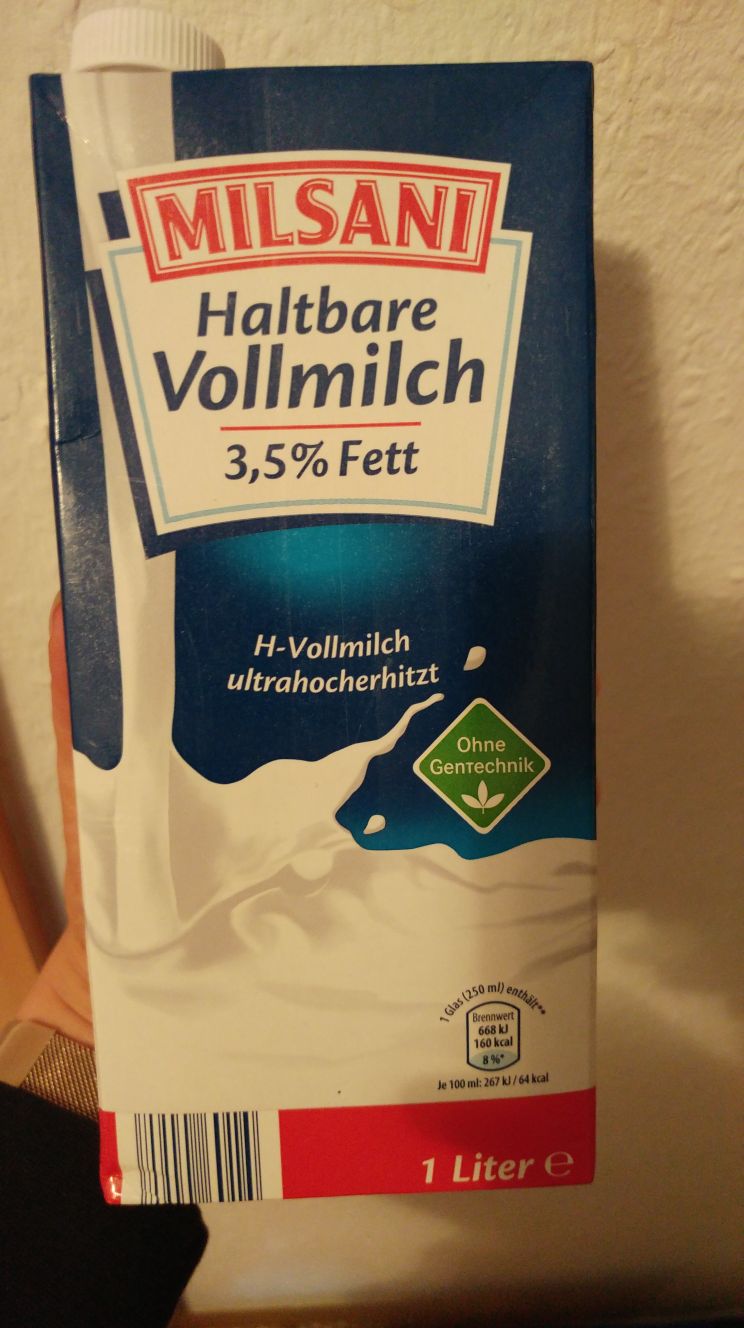 MILSANI
Haltbare
Vollmilch
3,5% Fett
H-Vollmilch
ultrahocherhitzt
Ohne
GenTechnik
1 Glas (250 ml) enthält**
Brennwert
668 kJ
160 kcal
8 %*
Je 100 ml: 267 kJ / 64 kcal
1 Liter ℮